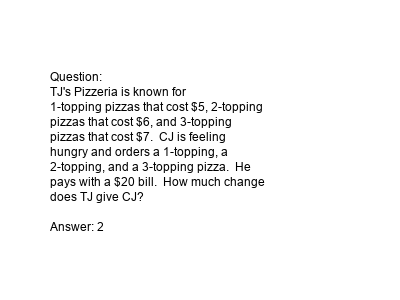 Question:
TJ's Pizzeria is known for
1-topping pizzas that cost $5, 2-topping
pizzas that cost $6, and 3-topping
pizzas that cost $7.  CJ is feeling
hungry and orders a 1-topping, a
2-topping, and a 3-topping pizza.  He
pays with a $20 bill.  How much change
does TJ give CJ?

Answer: 2